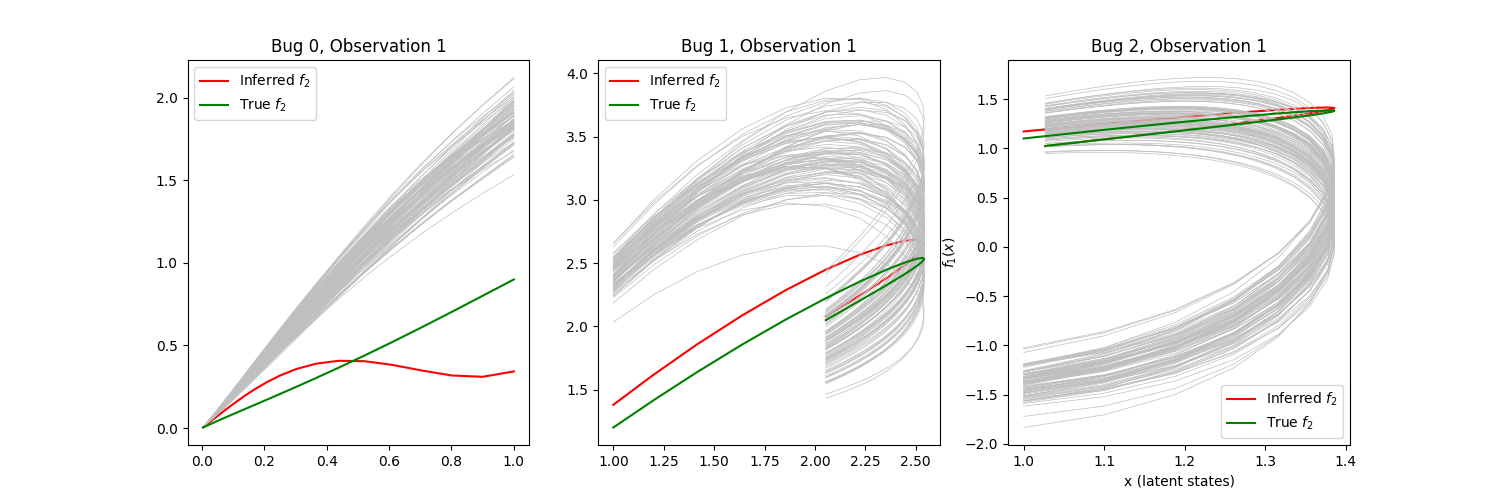 Bug 0, Observation 1
Inferred f₂
True f₂
2.0
1.5
1.0
0.5
0.0
0.0 0.2 0.4 0.6 0.8 1.0
Bug 1, Observation 1
Inferred f₂
True f₂
4.0
3.5
3.0
2.5
2.0
1.5
1.00 1.25 1.50 1.75 2.00 2.25 2.50
Bug 2, Observation 1
f₁(x)
1.5
1.0
0.5
0.0
−0.5
−1.0
−1.5
−2.0
Inferred f₂
True f₂
1.0 1.1 1.2 1.3 1.4
x (latent states)